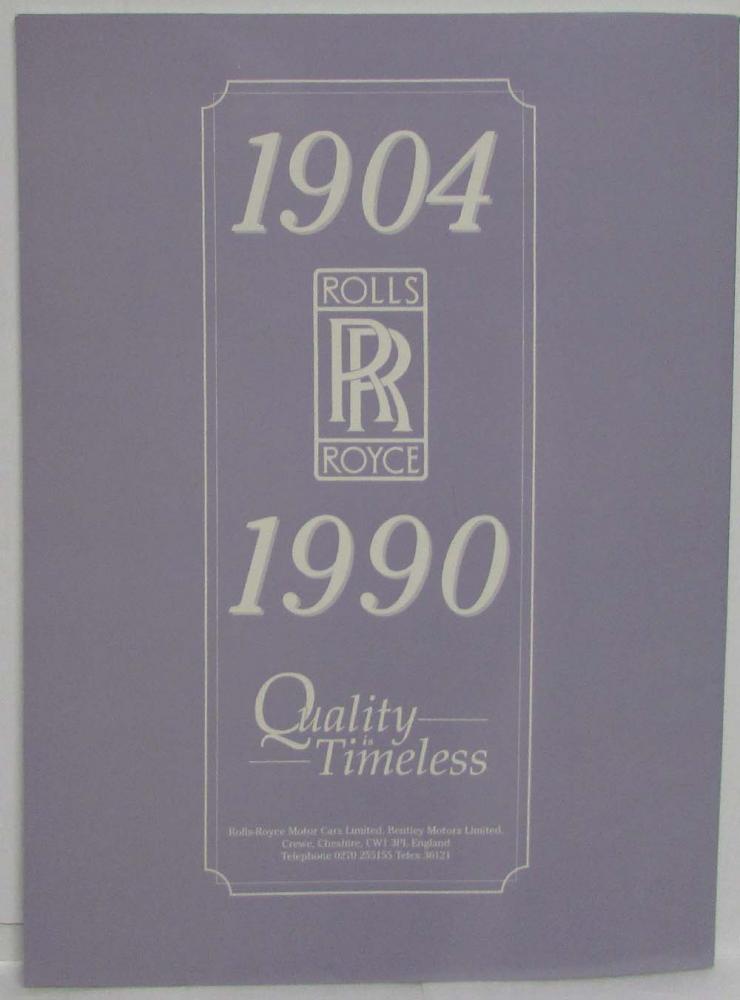 1904
ROLLS
RR
ROYCE
1990
Quality
is
Timeless
Rolls-Royce Motor Cars Limited. Bentley Motors Limited.
Crewe, Cheshire, CW1 3PL England
Telephone 0270 255155 Telex 36121